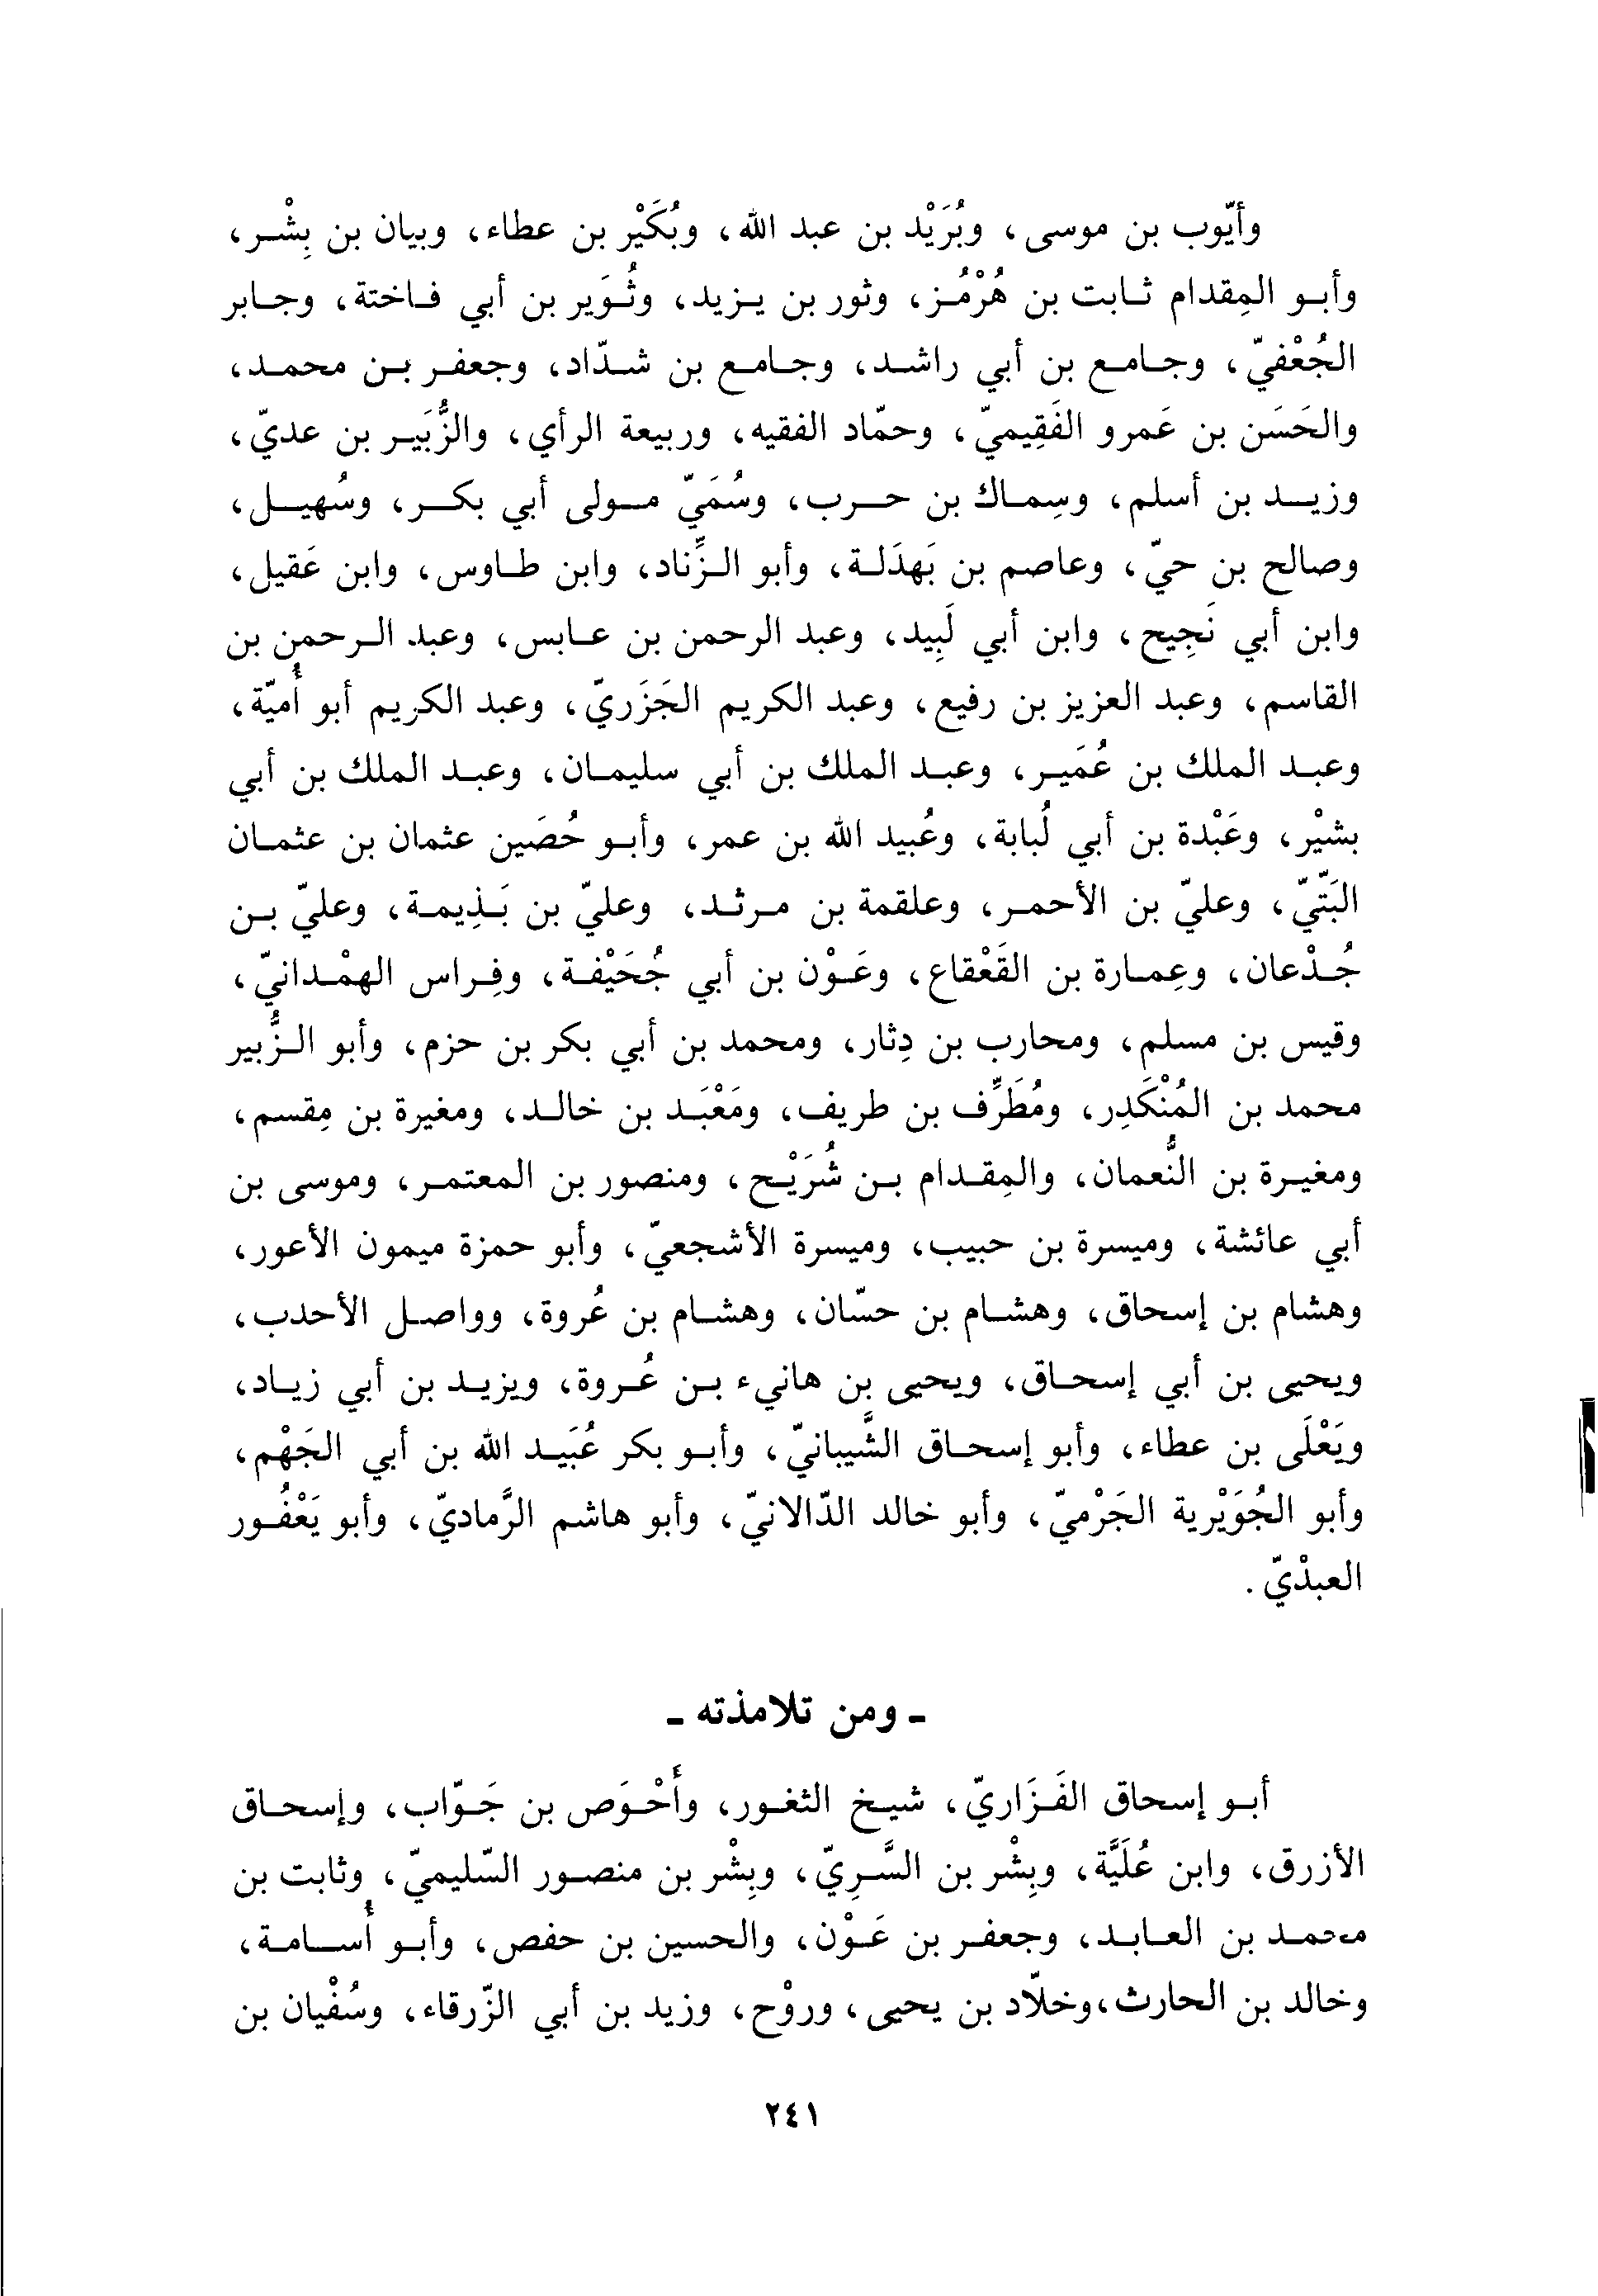 وأيّوب بن موسى، وبُرَيْد بن عبد الله، وبُكَيْر بن عطاء، وبيان بن بِشْر،
وأبو المِقدام ثابت بن هُرْمُز، وثور بن يزيد، وثُوَير بن أبي فاختة، وجابر
الجُعْفيّ، وجامع بن أبي راشد، وجامع بن شدّاد، وجعفر بن محمد،
والحَسَن بن عَمرو الفَقِيميّ، وحمّاد الفقيه، وربيعة الرأي، والزُّبَير بن عديّ،
وزيد بن أسلم، وسِماك بن حرب، وسُمَيّ مولى أبي بكر، وسُهيل،
وصالح بن حيّ، وعاصم بن بَهدَلة، وأبو الزِّناد، وابن طاوس، وابن عَقيل،
وابن أبي نَجِيح، وابن أبي لَبِيد، وعبد الرحمن بن عابس، وعبد الرحمن بن
القاسم، وعبد العزيز بن رفيع، وعبد الكريم الجَزَريّ، وعبد الكريم أبو أُميّة،
وعبد الملك بن عُمَير، وعبد الملك بن أبي سليمان، وعبد الملك بن أبي
بشيْر، وعَبْدة بن أبي لُبابة، وعُبيد الله بن عمر، وأبو حُصَين عثمان بن عثمان
البَتّيّ، وعليّ بن الأحمر، وعلقمة بن مرثد، وعليّ بن بَذِيمة، وعليّ بن
جُدْعان، وعِمارة بن القَعْقاع، وعَوْن بن أبي جُحَيْفة، وفِراس الهمْدانيّ،
وقيس بن مسلم، ومحارب بن دِثار، ومحمد بن أبي بكر بن حزم، وأبو الزُّبير
محمد بن المُنْكَدِر، ومُطَرِّف بن طريف، ومَعْبَد بن خالد، ومغيرة بن مِقسم،
ومغيرة بن النُّعمان، والمِقدام بن شُرَيْح، ومنصور بن المعتمر، وموسى بن
أبي عائشة، وميسرة بن حبيب، وميسرة الأشجعيّ، وأبو حمزة ميمون الأعور،
وهشام بن إسحاق، وهشام بن حسّان، وهشام بن عُروة، وواصل الأحدب،
ويحيى بن أبي إسحاق، ويحيى بن هانيء بن عُروة، ويزيد بن أبي زياد،
ويَعْلَى بن عطاء، وأبو إسحاق الشَّيبانيّ، وأبو بكر عُبَيد الله بن أبي الجَهْم،
وأبو الجُوَيْرية الجَرْميّ، وأبو خالد الدّالانيّ، وأبو هاشم الرَّماديّ، وأبو يَعْفُور
العبدْيّ.
- ومن تلامذته -
أبو إسحاق الفَزَاريّ، شيخ الثغور، وأَحْوَص بن جَوّاب، وإسحاق
الأزرق، وابن عُلَيَّة، وبِشْر بن السَّرِيّ، وبِشْر بن منصور السّليميّ، وثابت بن
محمد بن العابد، وجعفر بن عَوْن، والحسين بن حفص، وأبو أُسامة،
وخالد بن الحارث، وخلاّد بن يحيى، وروْح، وزيد بن أبي الزّرقاء، وسُفْيان بن
٢٤١